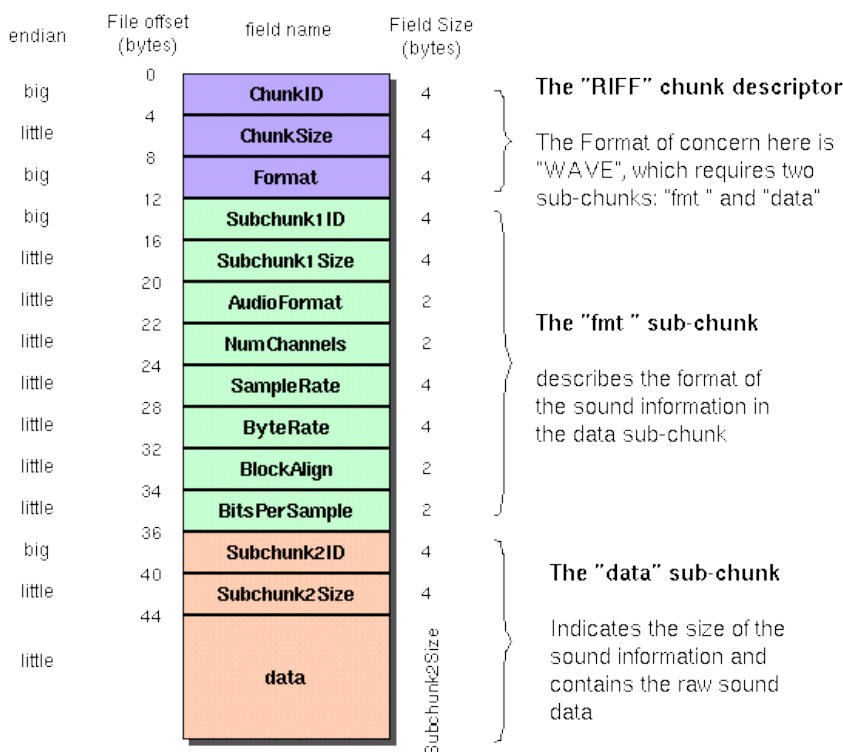 endian
File offset
(bytes)
field name
Field Size
(bytes)
0
big
ChunkID
4
4
little
ChunkSize
4
8
big
Format
4
12
big
Subchunk1ID
4
16
little
Subchunk1Size
4
20
little
AudioFormat
2
22
little
NumChannels
2
24
little
SampleRate
4
28
little
ByteRate
4
32
little
BlockAlign
2
34
little
BitsPerSample
2
36
big
Subchunk2ID
4
40
little
Subchunk2Size
4
44
little
data
Subchunk2Size
The "RIFF" chunk descriptor
The Format of concern here is
"WAVE", which requires two
sub-chunks: "fmt " and "data"
The "fmt " sub-chunk
describes the format of
the sound information in
the data sub-chunk
The "data" sub-chunk
Indicates the size of the
sound information and
contains the raw sound
data